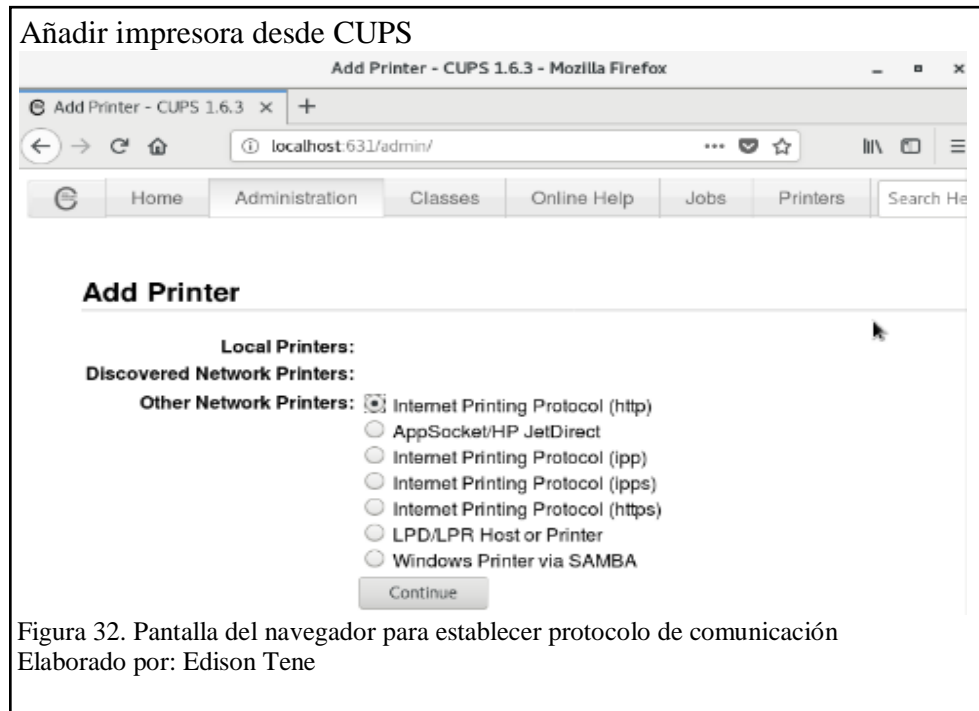 Añadir impresora desde CUPS
Add Printer - CUPS 1.6.3 - Mozilla Firefox
Add Printer - CUPS 1.6.3
localhost:631/admin/
Home Administration Classes Online Help Jobs Printers Search He
Add Printer
Local Printers:
Discovered Network Printers:
Other Network Printers: Internet Printing Protocol (http)
AppSocket/HP JetDirect
Internet Printing Protocol (ipp)
Internet Printing Protocol (ipps)
Internet Printing Protocol (https)
LPD/LPR Host or Printer
Windows Printer via SAMBA
Continue
Figura 32. Pantalla del navegador para establecer protocolo de comunicación
Elaborado por: Edison Tene